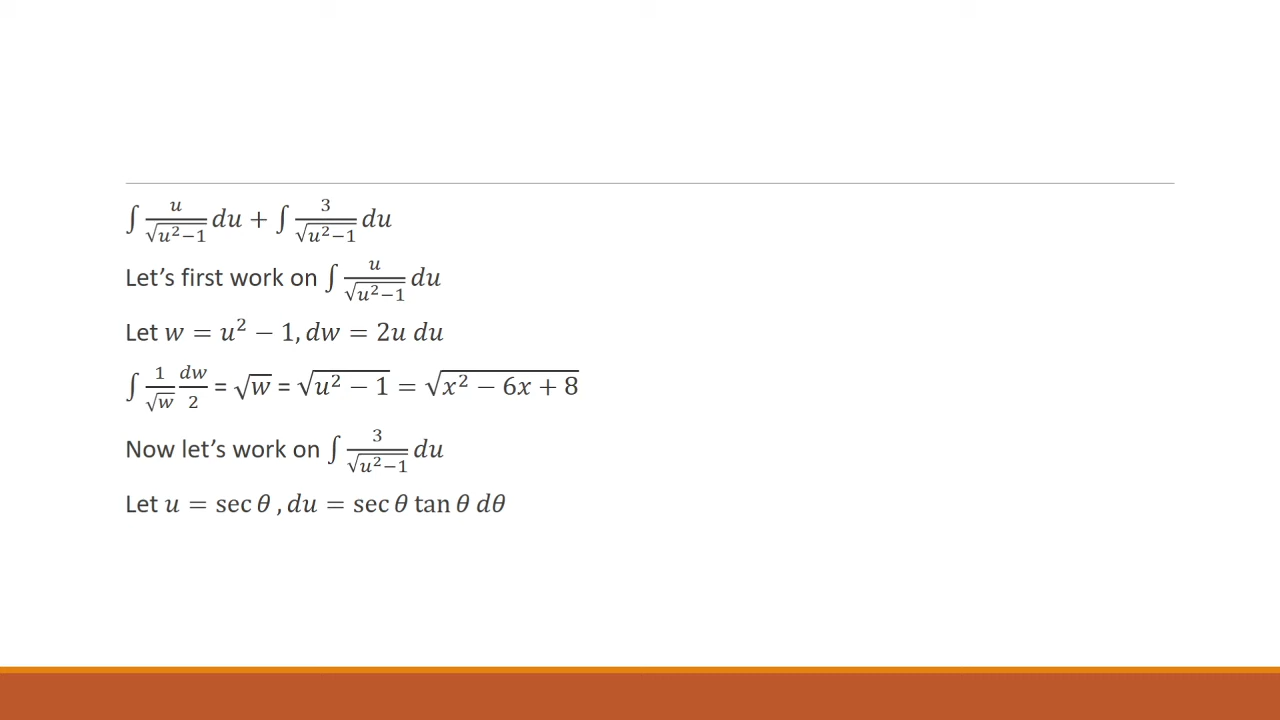 ∫ u/√(u²−1) du + ∫ 3/√(u²−1) du
Let’s first work on ∫ u/√(u²−1) du
Let w = u² − 1, dw = 2u du
∫ 1/√w dw/2 = √w = √(u² − 1) = √(x² − 6x + 8)
Now let’s work on ∫ 3/√(u²−1) du
Let u = sec θ , du = sec θ tan θ dθ